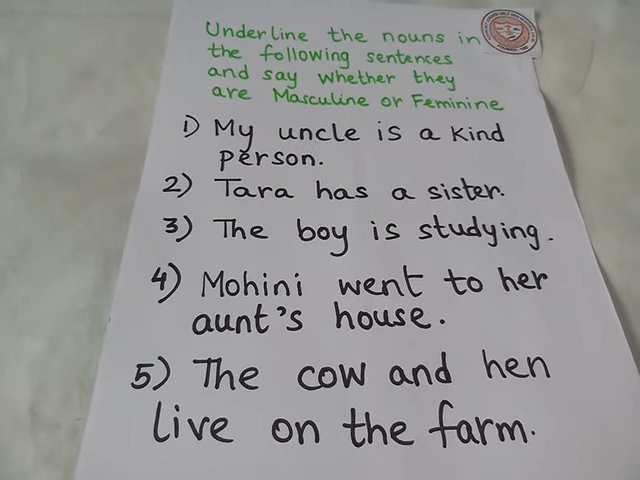 Underline the nouns in
the following sentences
and say whether they
are Masculine or Feminine
1) My uncle is a kind
person.
2) Tara has a sister.
3) The boy is studying.
4) Mohini went to her
aunt's house.
5) The cow and hen
live on the farm.